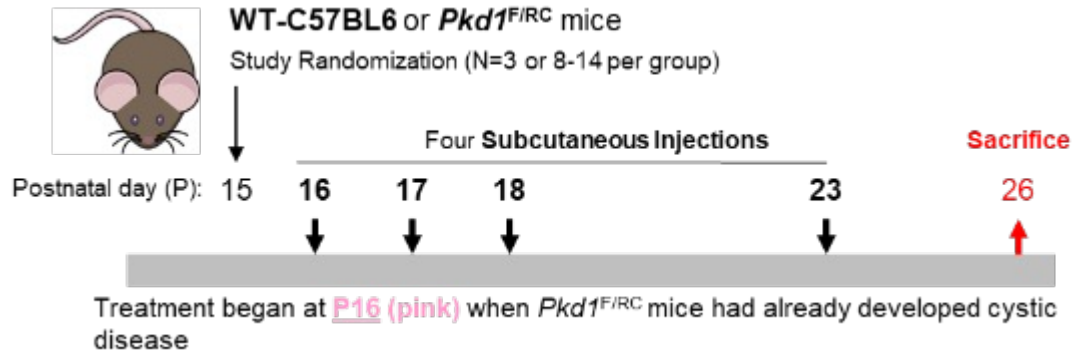 WT-C57BL6 or Pkd1F/RC mice
Study Randomization (N=3 or 8-14 per group)
Four Subcutaneous Injections Sacrifice
Postnatal day (P): 15 16 17 18 23 26
Treatment began at P16 (pink) when Pkd1F/RC mice had already developed cystic
disease